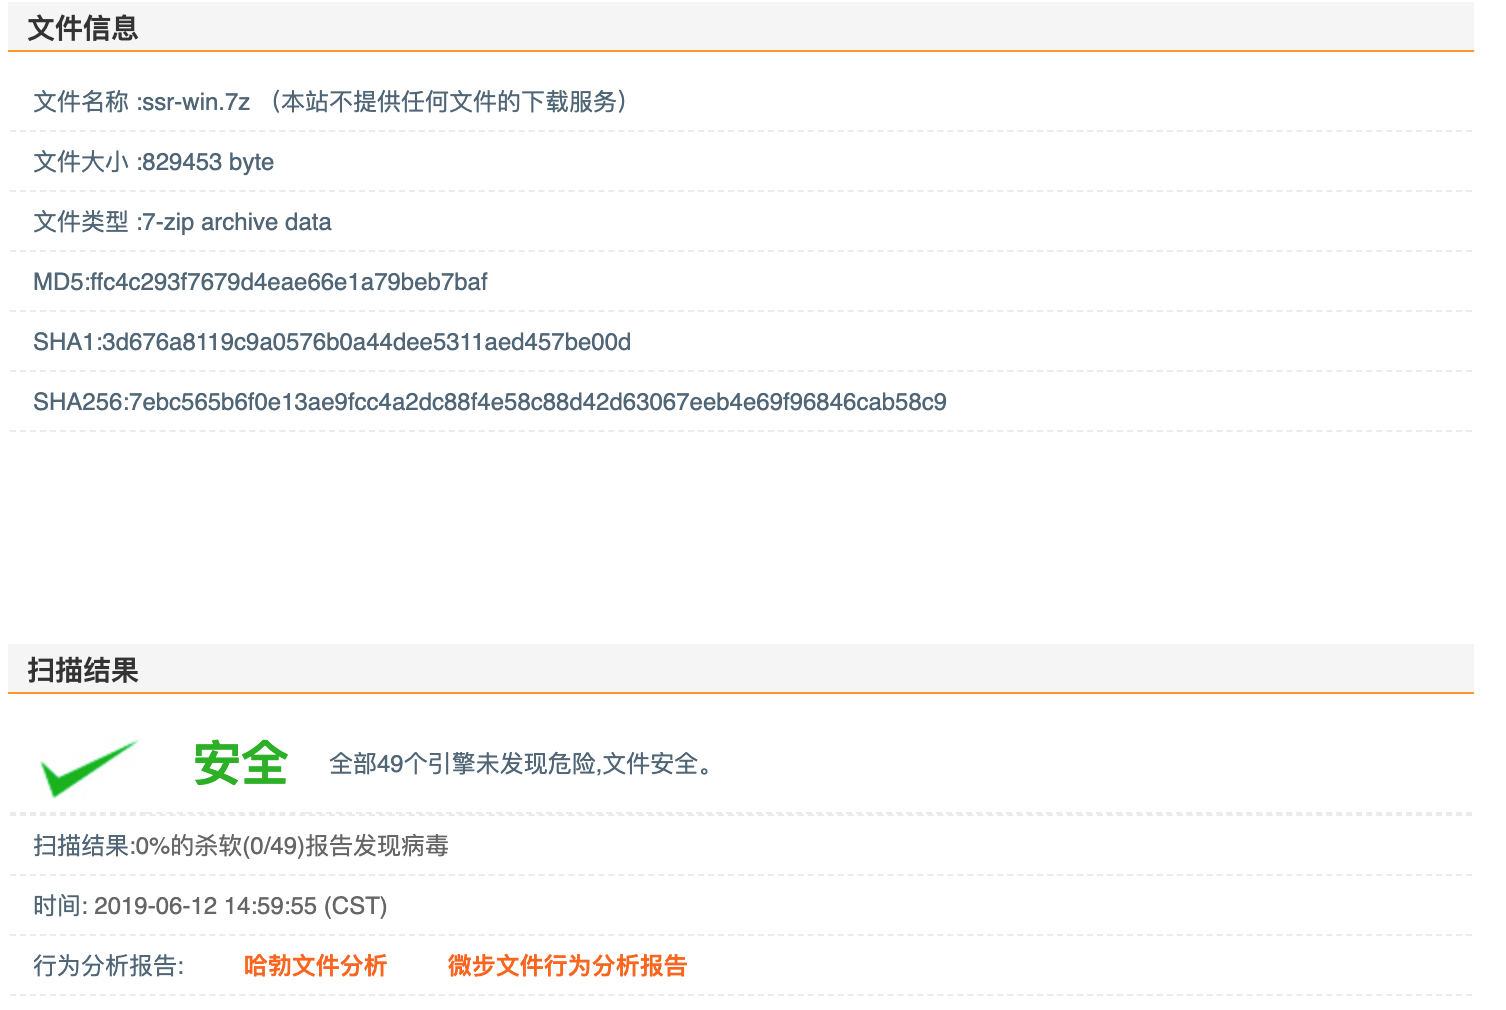 文件信息
文件名称 :ssr-win.7z （本站不提供任何文件的下载服务）
文件大小 :829453 byte
文件类型 :7-zip archive data
MD5:ffc4c293f7679d4eae66e1a79beb7baf
SHA1:3d676a8119c9a0576b0a44dee5311aed457be00d
SHA256:7ebc565b6f0e13ae9fcc4a2dc88f4e58c88d42d63067eeb4e69f96846cab58c9
扫描结果
安全 全部49个引擎未发现危险,文件安全。
扫描结果:0%的杀软(0/49)报告发现病毒
时间: 2019-06-12 14:59:55 (CST)
行为分析报告: 哈勃文件分析 微步文件行为分析报告